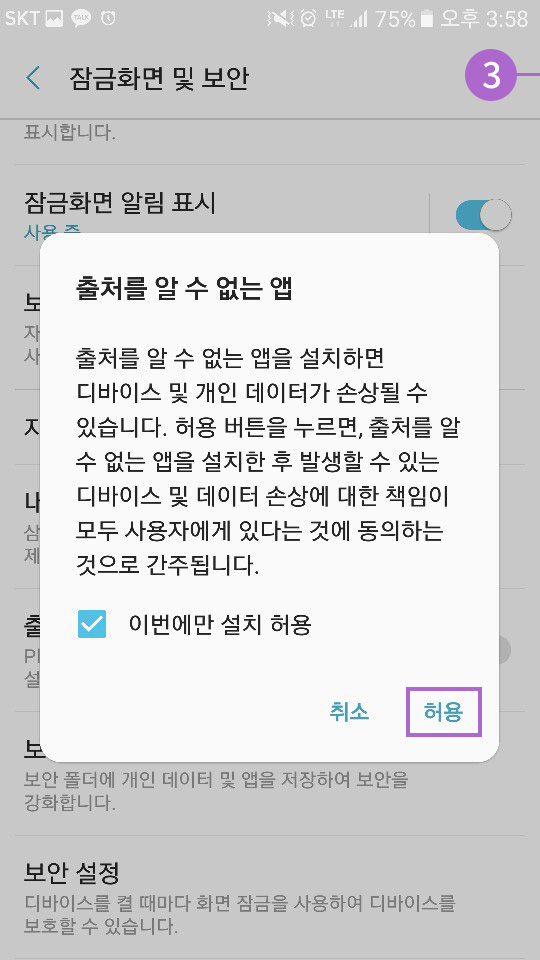 SKT TALK LTE 75% 오후 3:58
잠금화면 및 보안
3
표시합니다.
잠금화면 알림 표시
사용 중
출처를 알 수 없는 앱
출처를 알 수 없는 앱을 설치하면
디바이스 및 개인 데이터가 손상될 수
있습니다. 허용 버튼을 누르면, 출처를 알
수 없는 앱을 설치한 후 발생할 수 있는
디바이스 및 데이터 손상에 대한 책임이
모두 사용자에게 있다는 것에 동의하는
것으로 간주됩니다.
이번에만 설치 허용
취소 허용
보안 폴더에 개인 데이터 및 앱을 저장하여 보안을
강화합니다.
보안 설정
디바이스를 켤 때마다 화면 잠금을 사용하여 디바이스를
보호할 수 있습니다.